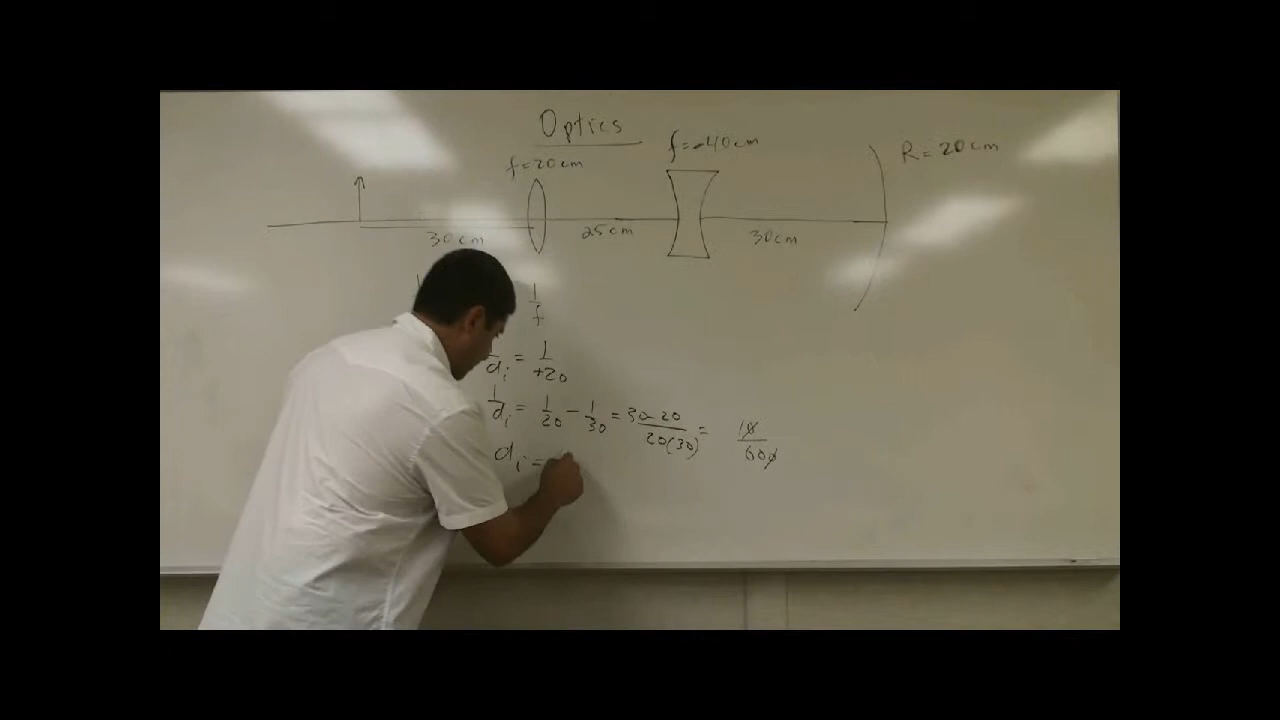 Optics
f=20cm
f=-40cm
R=20cm
30cm
25cm
30cm
1
1/f
1/di = 1/+20
1/di = 1/20 - 1/30 = 30-20/20(30) = 10/600
di =